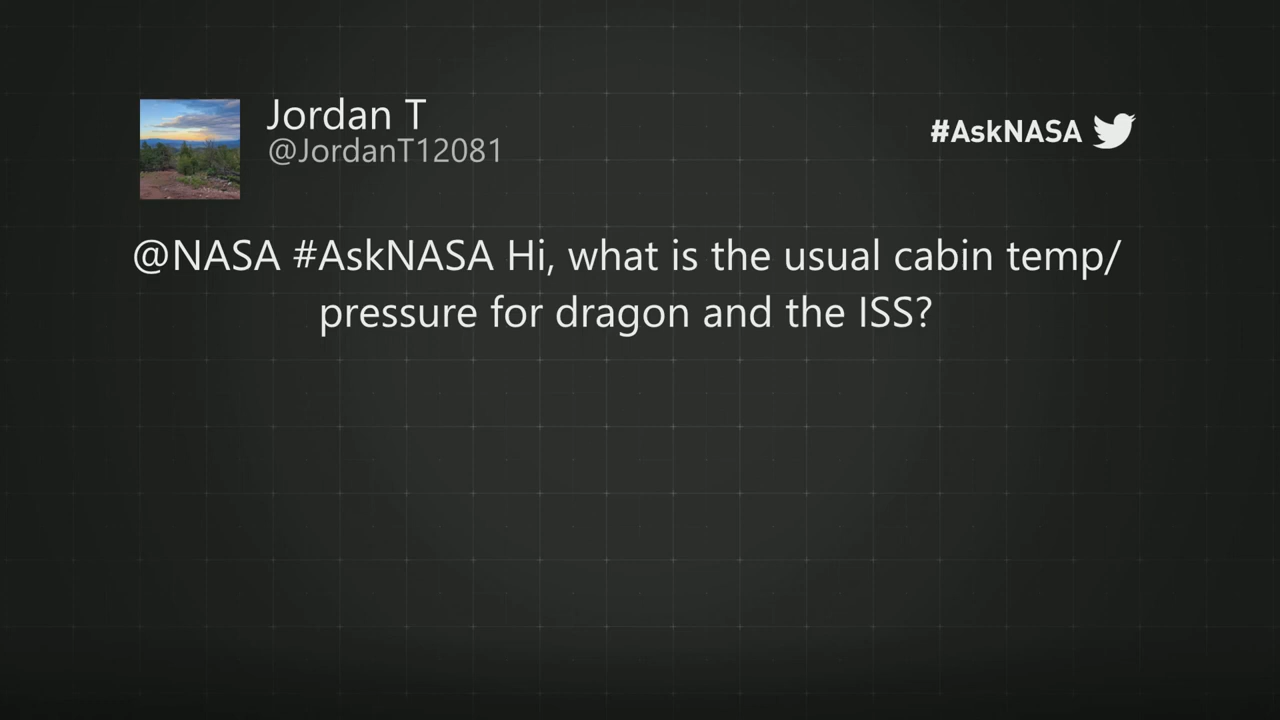 Jordan T
@JordanT12081
#AskNASA
@NASA #AskNASA Hi, what is the usual cabin temp/
pressure for dragon and the ISS?